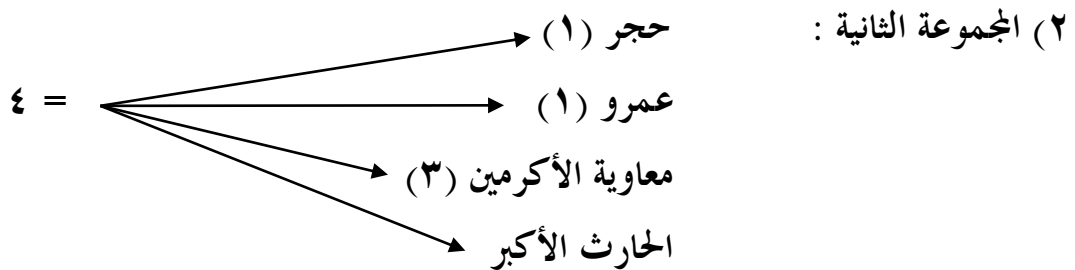 ٢) المجموعة الثانية : حجر (١)
عمرو (١)
= ٤
معاوية الأكرمين (٣)
الحارث الأكبر